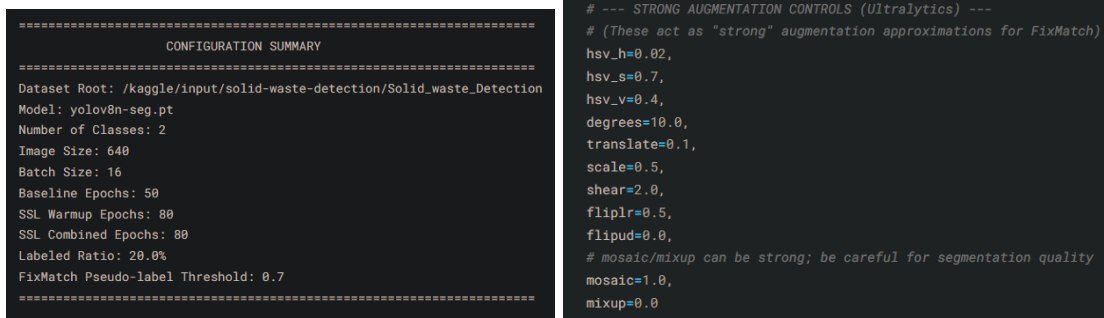 ======================================================================
CONFIGURATION SUMMARY
======================================================================
Dataset Root: /kaggle/input/solid-waste-detection/Solid_waste_Detection
Model: yolov8n-seg.pt
Number of Classes: 2
Image Size: 640
Batch Size: 16
Baseline Epochs: 50
SSL Warmup Epochs: 80
SSL Combined Epochs: 80
Labeled Ratio: 20.0%
FixMatch Pseudo-label Threshold: 0.7
======================================================================
# --- STRONG AUGMENTATION CONTROLS (Ultralytics) ---
# (These act as "strong" augmentation approximations for FixMatch)
hsv_h=0.02,
hsv_s=0.7,
hsv_v=0.4,
degrees=10.0,
translate=0.1,
scale=0.5,
shear=2.0,
fliplr=0.5,
flipud=0.0,
# mosaic/mixup can be strong; be careful for segmentation quality
mosaic=1.0,
mixup=0.0